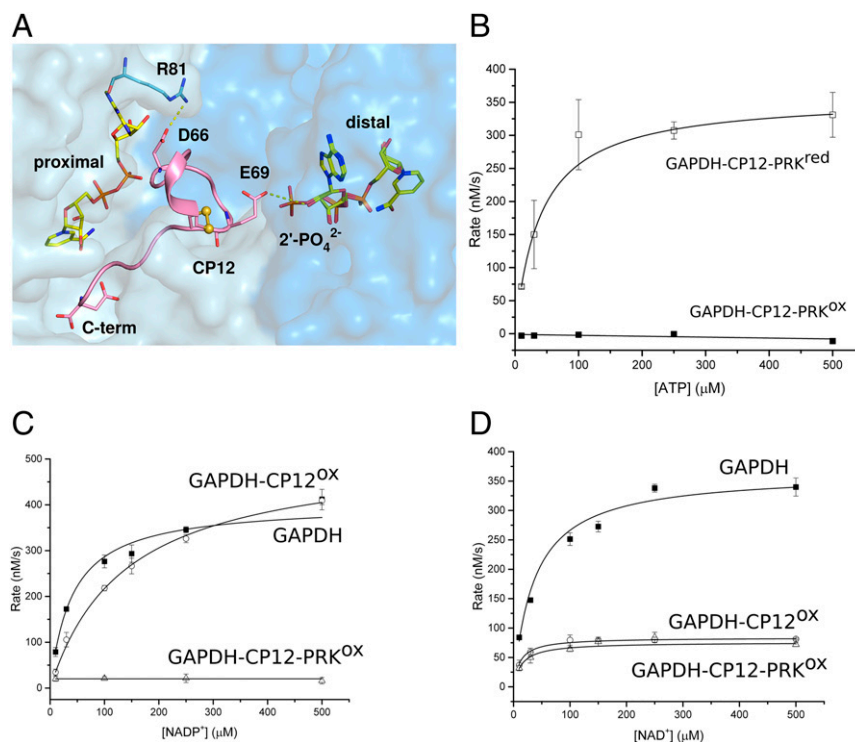 A
R81
D66
proximal
distal
E69
2'-PO₄²⁻
CP12
C-term
B
400
350
300
250
200
150
100
50
0
Rate (nM/s)
GAPDH-CP12-PRKʳᵉᵈ
GAPDH-CP12-PRKᵒˣ
0 100 200 300 400 500
[ATP] (μM)
C
500
400
300
200
100
0
Rate (nM/s)
GAPDH-CP12ᵒˣ
GAPDH
GAPDH-CP12-PRKᵒˣ
0 100 200 300 400 500
[NADP⁺] (μM)
D
400
350
300
250
200
150
100
50
0
Rate (nM/s)
GAPDH
GAPDH-CP12ᵒˣ
GAPDH-CP12-PRKᵒˣ
0 100 200 300 400 500
[NAD⁺] (μM)